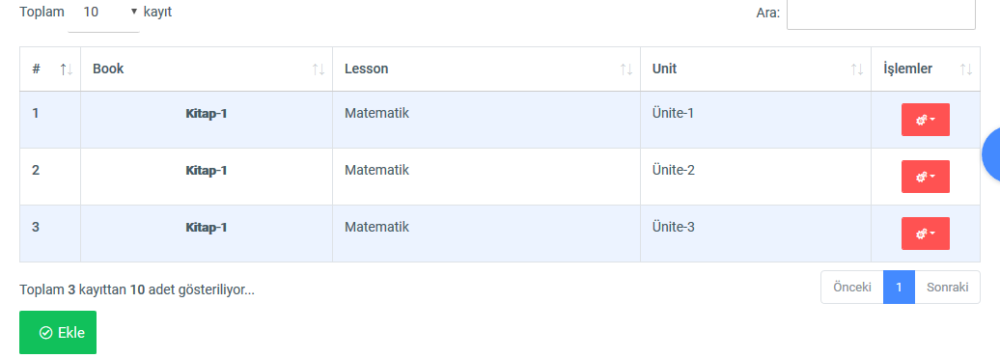 Toplam 10 kayıt Ara:
# Book Lesson Unit İşlemler
1 Kitap-1 Matematik Ünite-1
2 Kitap-1 Matematik Ünite-2
3 Kitap-1 Matematik Ünite-3
Toplam 3 kayıttan 10 adet gösteriliyor...
Önceki 1 Sonraki
Ekle